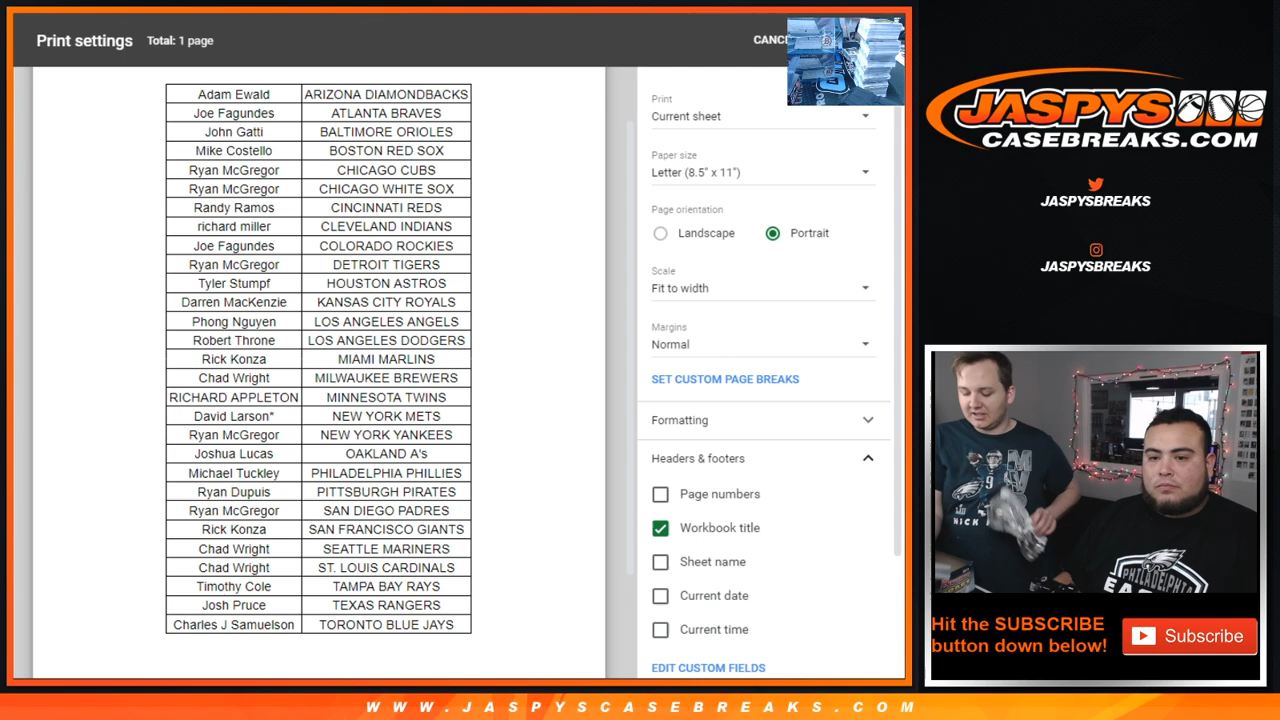 Print settings Total: 1 page
Adam Ewald ARIZONA DIAMONDBACKS
Joe Fagundes ATLANTA BRAVES
John Gatti BALTIMORE ORIOLES
Mike Costello BOSTON RED SOX
Ryan McGregor CHICAGO CUBS
Ryan McGregor CHICAGO WHITE SOX
Randy Ramos CINCINNATI REDS
richard miller CLEVELAND INDIANS
Joe Fagundes COLORADO ROCKIES
Ryan McGregor DETROIT TIGERS
Tyler Stumpf HOUSTON ASTROS
Darren MacKenzie KANSAS CITY ROYALS
Phong Nguyen LOS ANGELES ANGELS
Robert Throne LOS ANGELES DODGERS
Rick Konza MIAMI MARLINS
Chad Wright MILWAUKEE BREWERS
RICHARD APPLETON MINNESOTA TWINS
David Larson* NEW YORK METS
Ryan McGregor NEW YORK YANKEES
Joshua Lucas OAKLAND A's
Michael Tuckley PHILADELPHIA PHILLIES
Ryan Dupuis PITTSBURGH PIRATES
Ryan McGregor SAN DIEGO PADRES
Rick Konza SAN FRANCISCO GIANTS
Chad Wright SEATTLE MARINERS
Chad Wright ST. LOUIS CARDINALS
Timothy Cole TAMPA BAY RAYS
Josh Pruce TEXAS RANGERS
Charles J Samuelson TORONTO BLUE JAYS
CANC
Print
Current sheet
Paper size
Letter (8.5" x 11")
Page orientation
Landscape Portrait
Scale
Fit to width
Margins
Normal
SET CUSTOM PAGE BREAKS
Formatting
Headers & footers
Page numbers
Workbook title
Sheet name
Current date
Current time
EDIT CUSTOM FIELDS
JASPYS
CASEBREAKS.COM
JASPYSBREAKS
JASPYSBREAKS
MVP
9
NICK
PHILADELPHIA
Hit the SUBSCRIBE
button down below!
Subscribe
WWW.JASPYSCASEBREAKS.COM